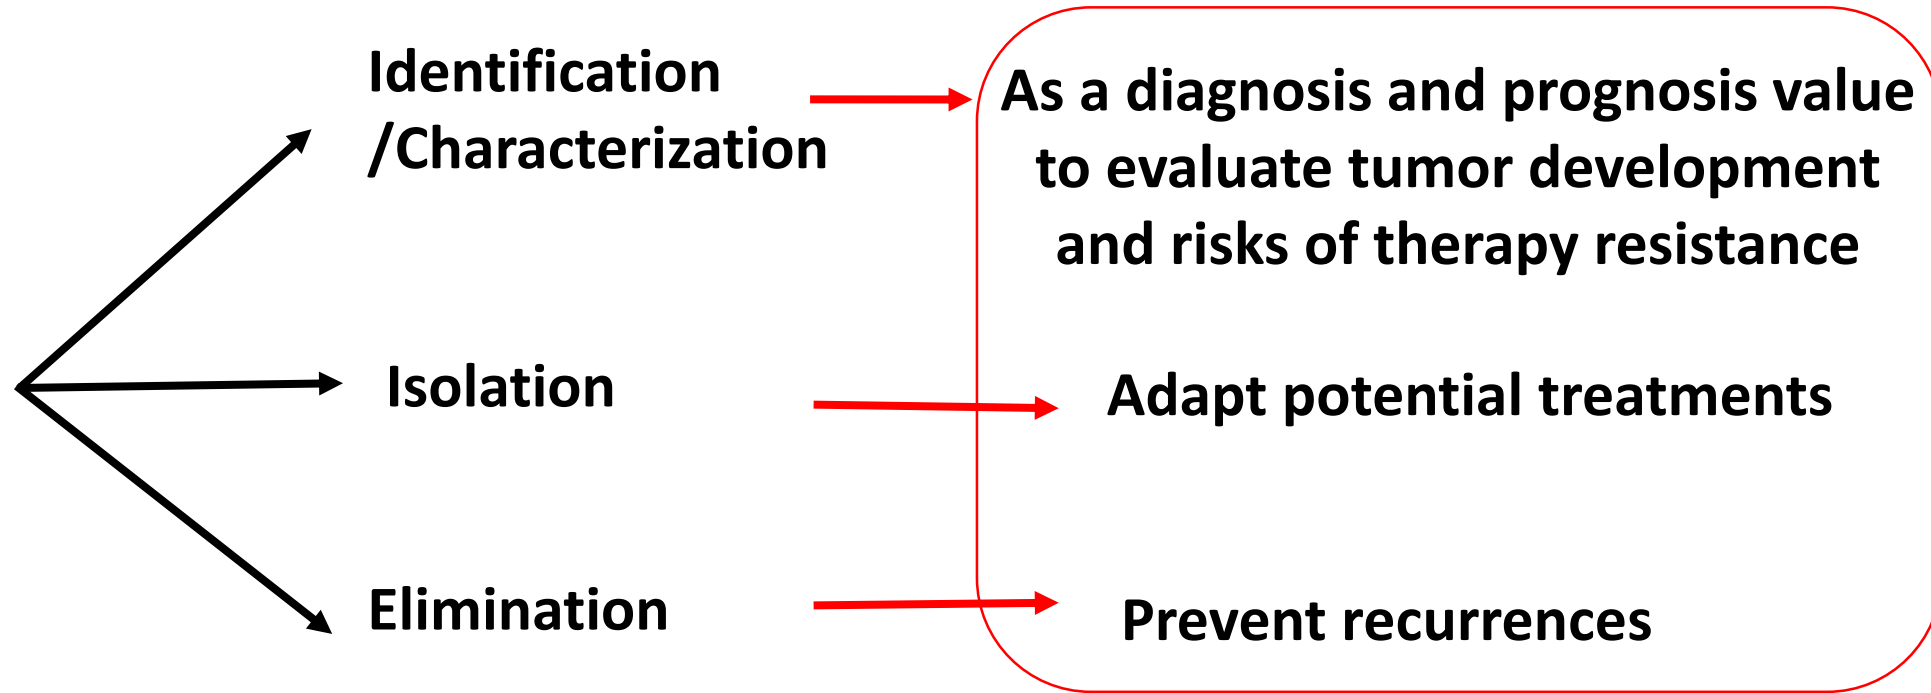 Identification
/Characterization
As a diagnosis and prognosis value
to evaluate tumor development
and risks of therapy resistance
Isolation
Adapt potential treatments
Elimination
Prevent recurrences